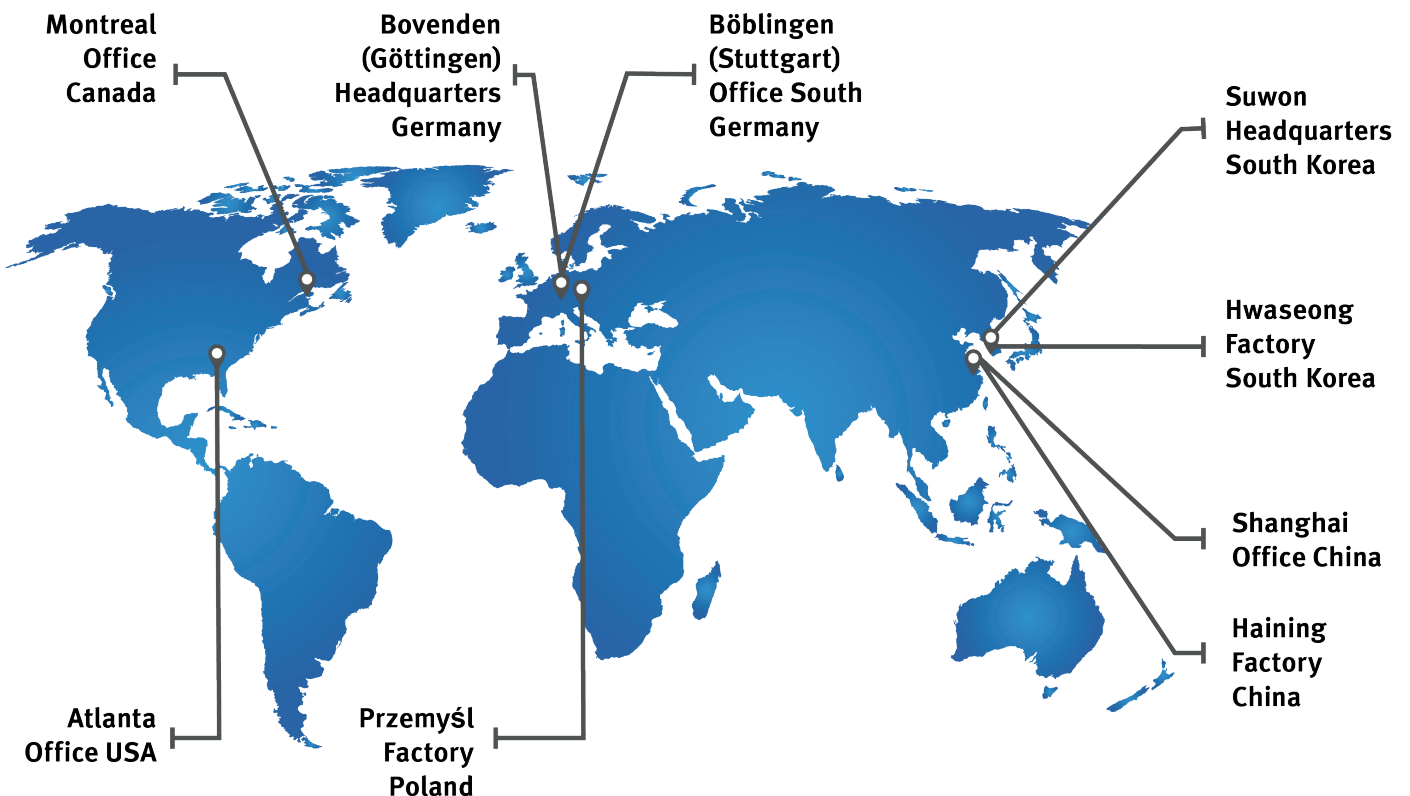 Montreal
Office
Canada
Bovenden
(Göttingen)
Headquarters
Germany
Böblingen
(Stuttgart)
Office South
Germany
Suwon
Headquarters
South Korea
Hwaseong
Factory
South Korea
Shanghai
Office China
Haining
Factory
China
Atlanta
Office USA
Przemyśl
Factory
Poland